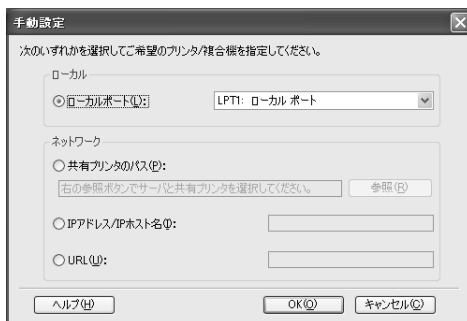 手動設定
次のいずれかを選択してご希望のプリンタ/複合機を指定してください。
ローカル
ローカルポート(L): LPT1: ローカル ポート
ネットワーク
共有プリンタのパス(P):
右の参照ボタンでサーバと共有プリンタを選択してください。 参照(R)
IPアドレス/IPホスト名(I):
URL(U):
ヘルプ(H) OK(O) キャンセル(C)